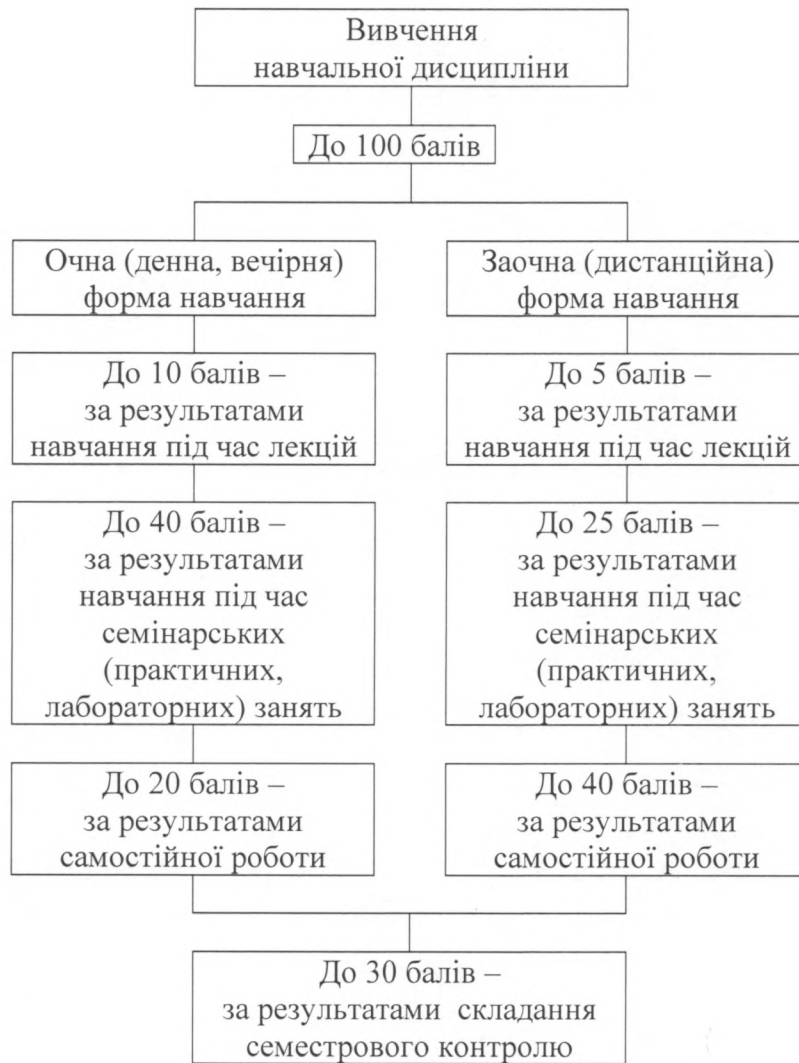 Вивчення
навчальної дисципліни
До 100 балів
Очна (денна, вечірня)
форма навчання
До 10 балів –
за результатами
навчання під час лекцій
До 40 балів –
за результатами
навчання під час
семінарських
(практичних,
лабораторних) занять
До 20 балів –
за результатами
самостійної роботи
Заочна (дистанційна)
форма навчання
До 5 балів –
за результатами
навчання під час лекцій
До 25 балів –
за результатами
навчання під час
семінарських
(практичних,
лабораторних) занять
До 40 балів –
за результатами
самостійної роботи
До 30 балів –
за результатами складання
семестрового контролю